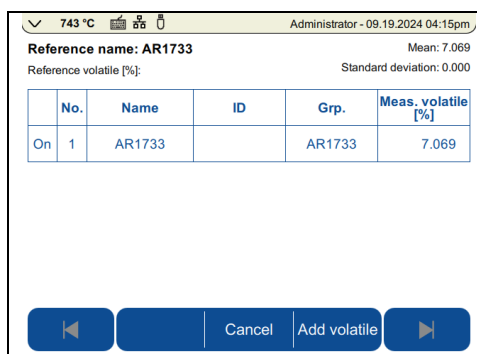 743 °C Administrator - 09.19.2024 04:15pm
Reference name: AR1733 Mean: 7.069
Reference volatile [%]: Standard deviation: 0.000
No. Name ID Grp. Meas. volatile [%]
On 1 AR1733 AR1733 7.069
Cancel Add volatile